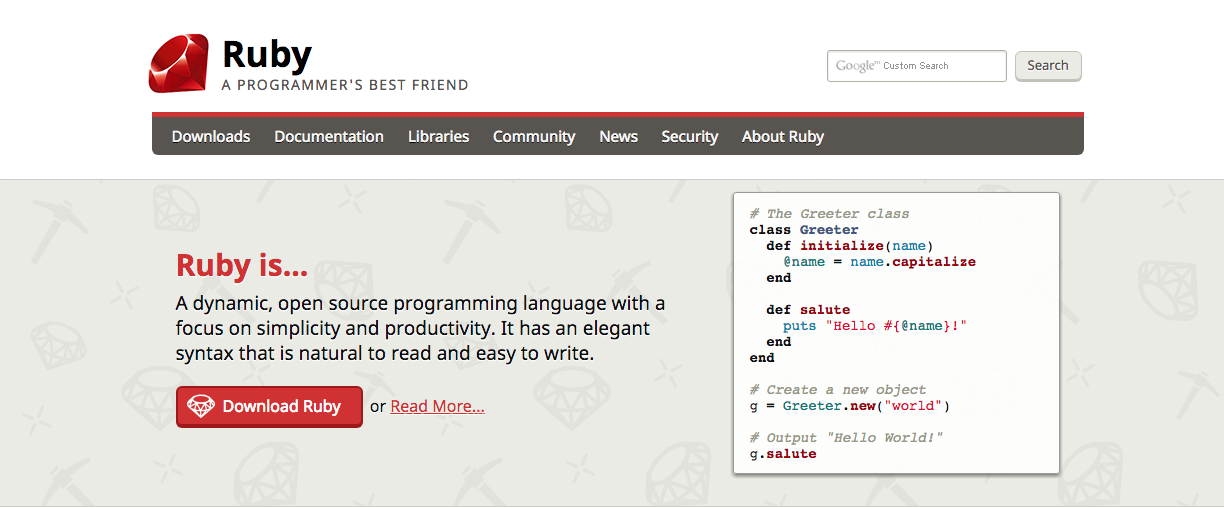 Ruby
A PROGRAMMER'S BEST FRIEND
Google™ Custom Search
Search
Downloads Documentation Libraries Community News Security About Ruby
Ruby is...
A dynamic, open source programming language with a
focus on simplicity and productivity. It has an elegant
syntax that is natural to read and easy to write.
Download Ruby or Read More...
# The Greeter class
class Greeter
  def initialize(name)
    @name = name.capitalize
  end

  def salute
    puts "Hello #{@name}!"
  end
end

# Create a new object
g = Greeter.new("world")

# Output "Hello World!"
g.salute